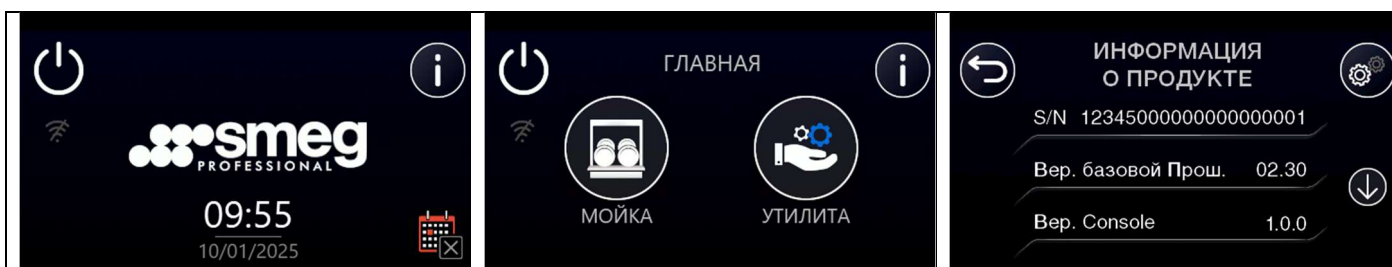 smeg
PROFESSIONAL
09:55
10/01/2025
ГЛАВНАЯ
МОЙКА
УТИЛИТА
ИНФОРМАЦИЯ
О ПРОДУКТЕ
S/N 12345000000000000001
Вер. базовой Прош. 02.30
Вер. Console 1.0.0